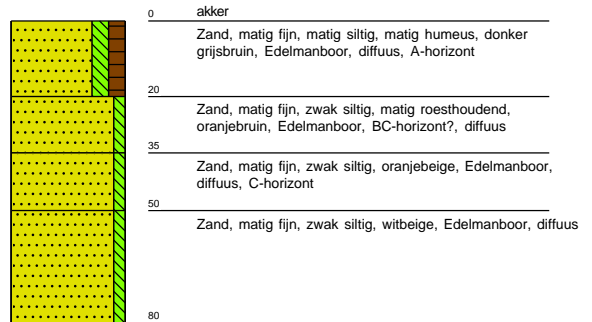 0 akker
Zand, matig fijn, matig siltig, matig humeus, donker
grijsbruin, Edelmanboor, diffuus, A-horizont
20
Zand, matig fijn, zwak siltig, matig roesthoudend,
oranjebruin, Edelmanboor, BC-horizont?, diffuus
35
Zand, matig fijn, zwak siltig, oranjebeige, Edelmanboor,
diffuus, C-horizont
50
Zand, matig fijn, zwak siltig, witbeige, Edelmanboor, diffuus
80